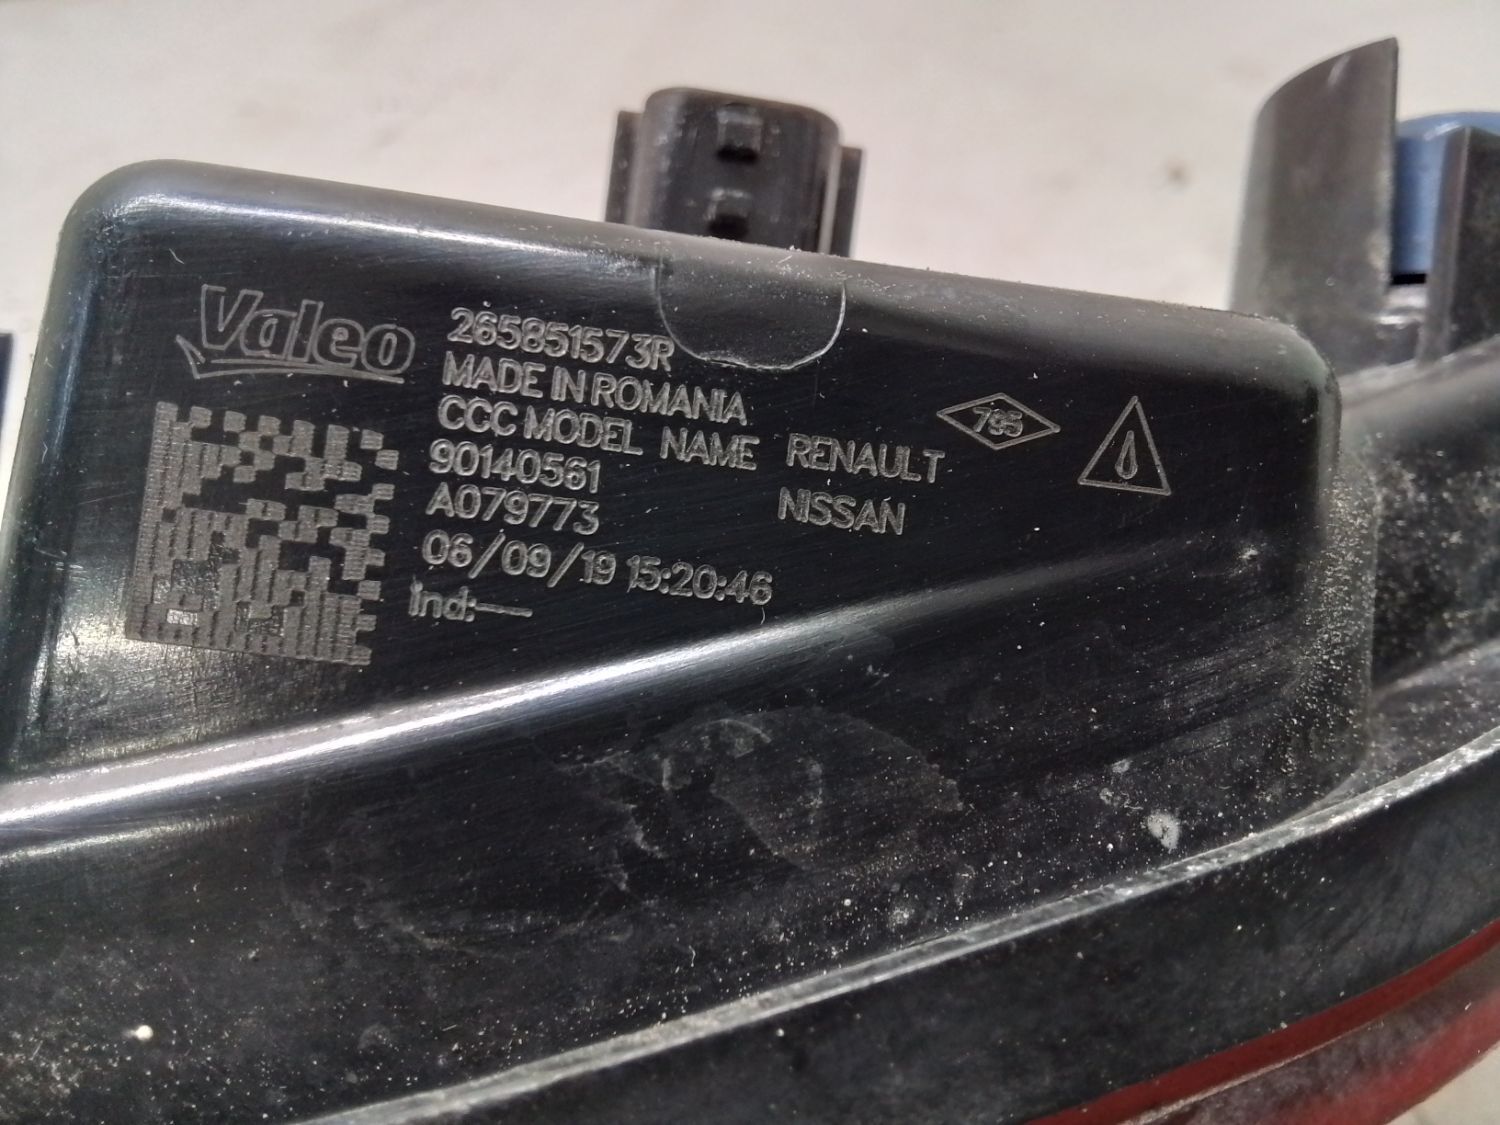 Valeo
265851573R
MADE IN ROMANIA
CCC MODEL NAME RENAULT
90140561 NISSAN
A079773
06/09/19 15:20:46
Ind:—
795